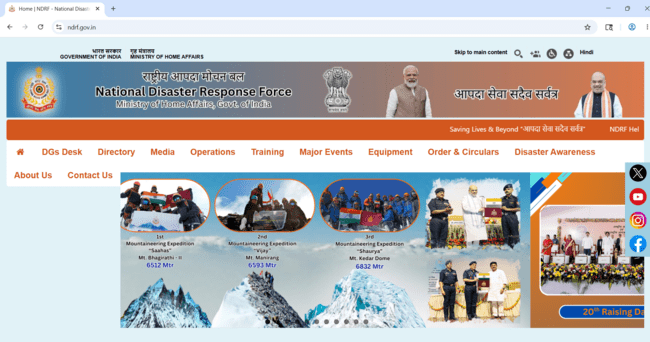 Home | NDRF - National Disast
ndrf.gov.in
भारत सरकार
GOVERNMENT OF INDIA
गृह मंत्रालय
MINISTRY OF HOME AFFAIRS
Skip to main content
Hindi
राष्ट्रीय आपदा मोचन बल
National Disaster Response Force
Ministry of Home Affairs, Govt. of India
आपदा सेवा सदैव सर्वत्र
Saving Lives & Beyond "आपदा सेवा सदैव सर्वत्र" NDRF Hel
DGs Desk Directory Media Operations Training Major Events Equipment Order & Circulars Disaster Awareness
About Us Contact Us
1st
Mountaineering Expedition
"Saahas"
Mt. Bhagirathi -II
6512 Mtr
2nd
Mountaineering Expedition
"Vijay"
Mt. Manirang
6593 Mtr
3rd
Mountaineering Expedition
"Shaurya"
Mt. Kedar Dome
6832 Mtr
20th Raising Da